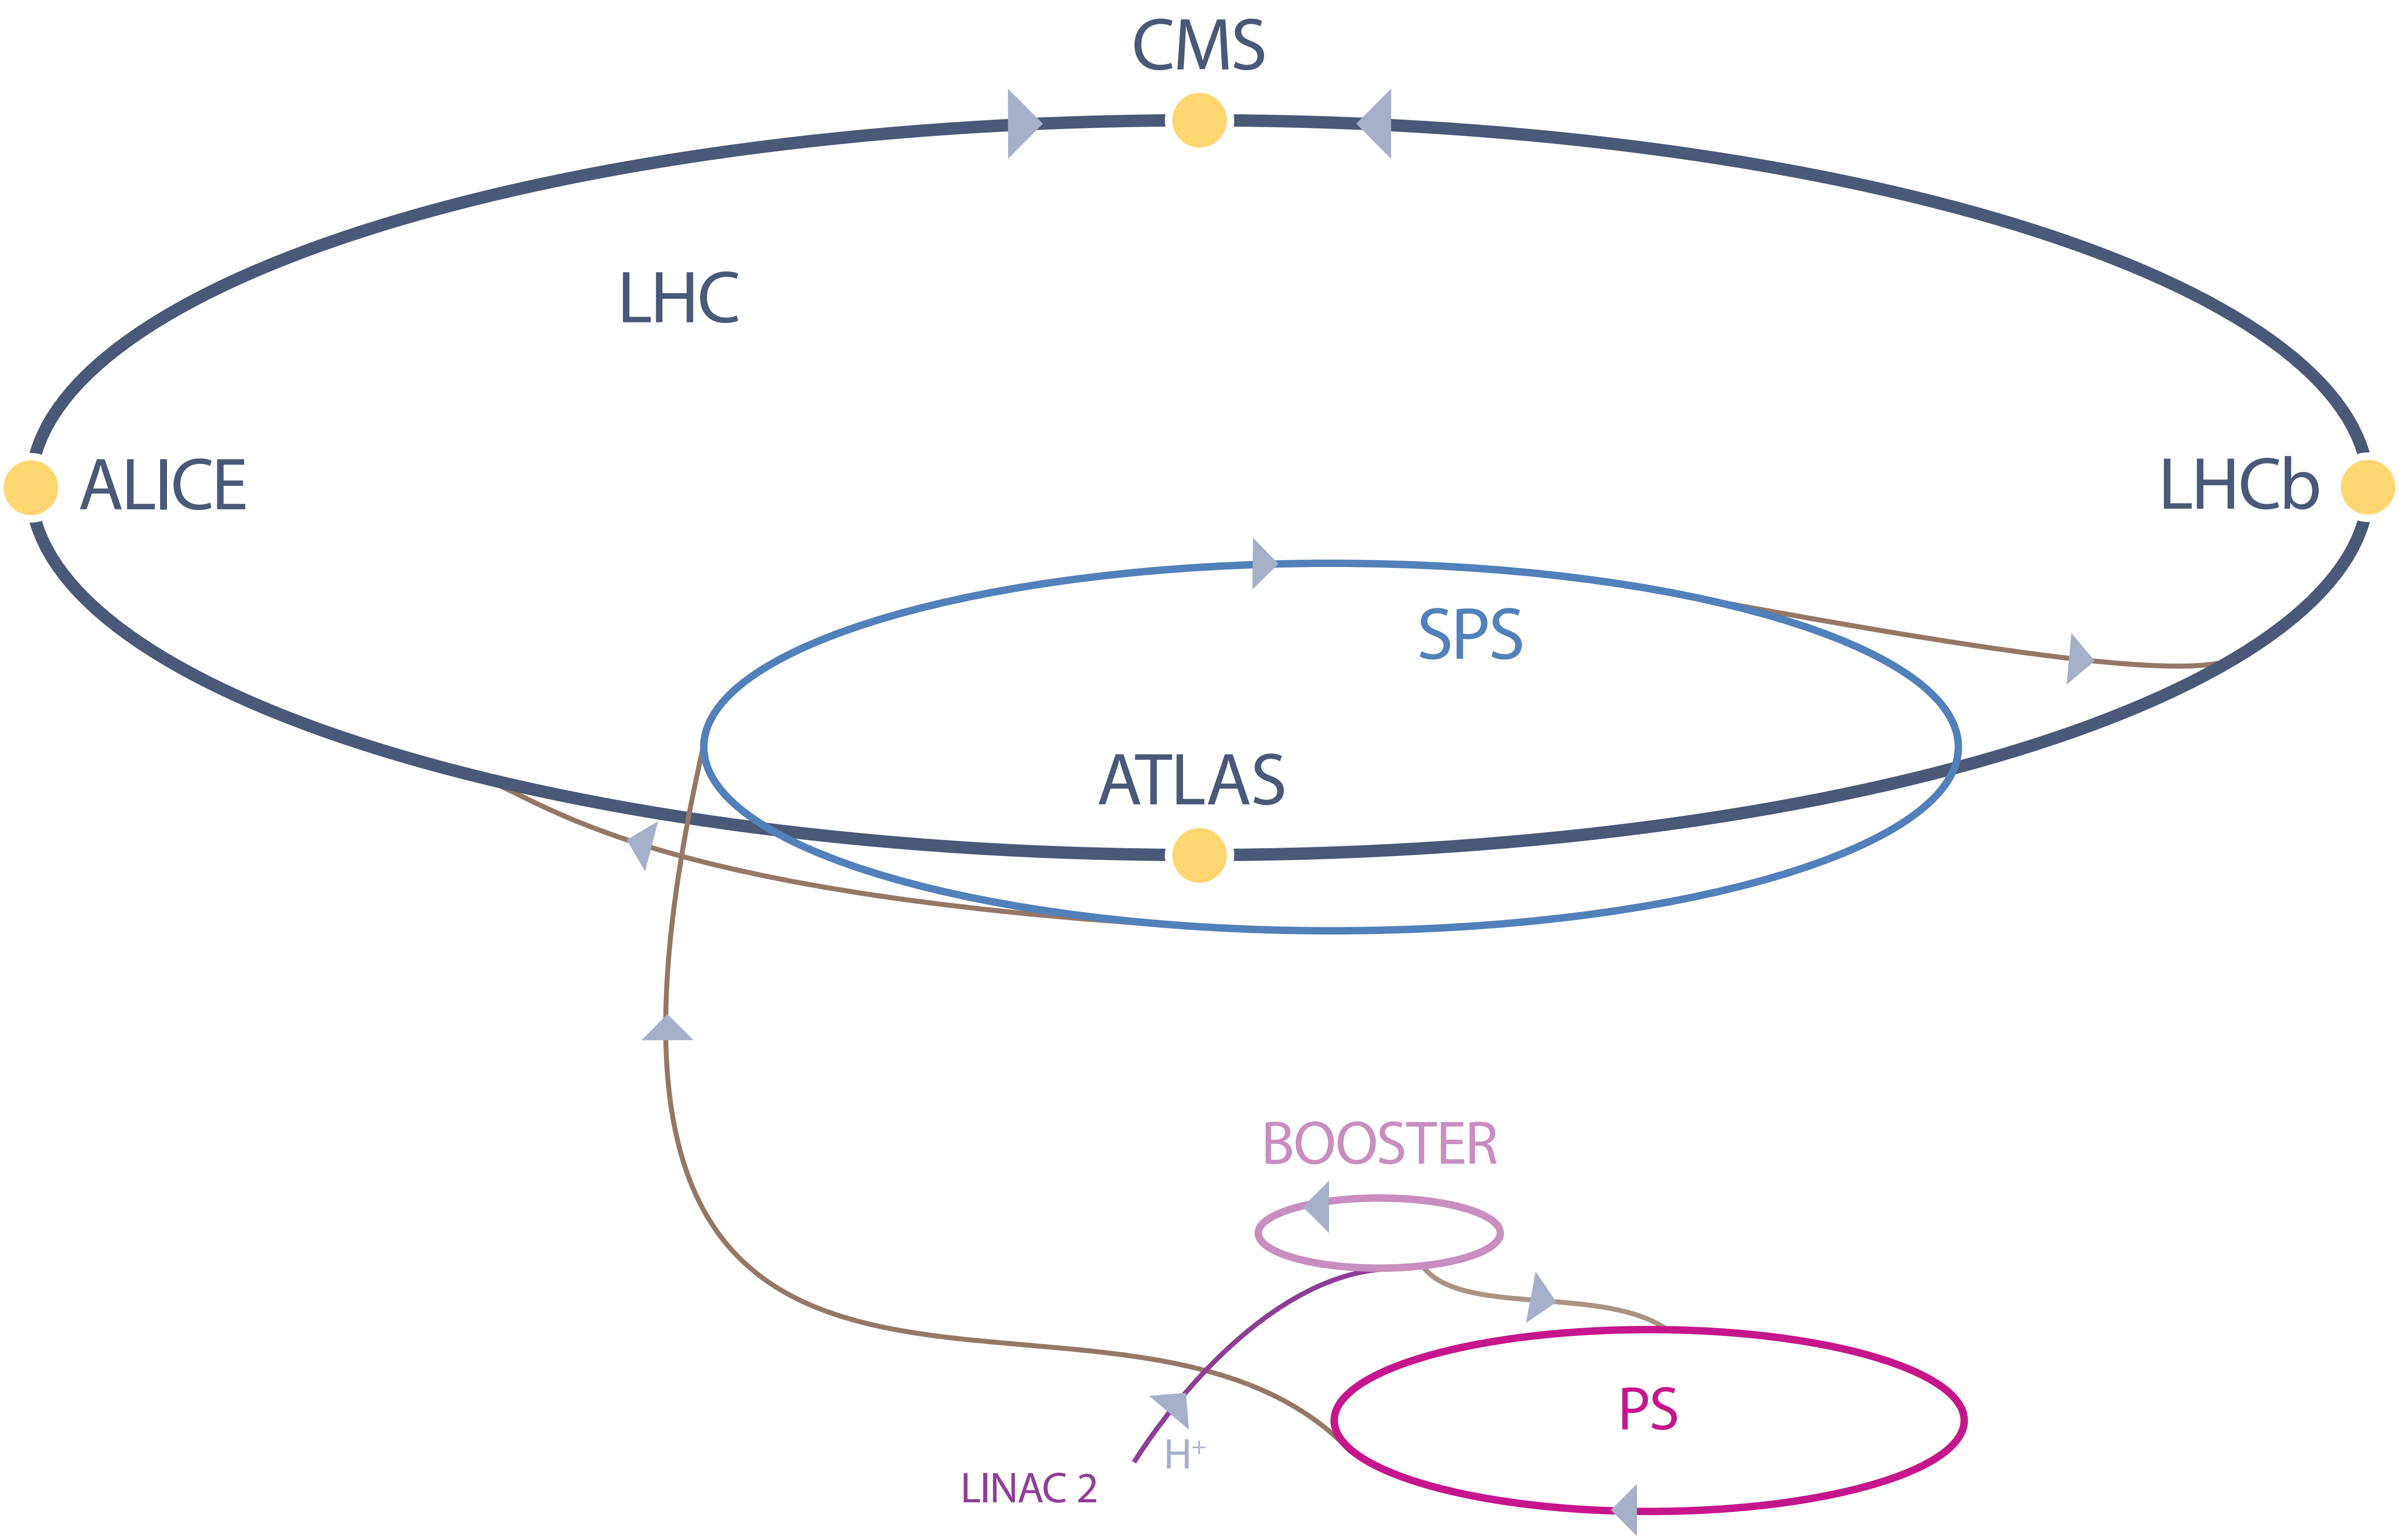 CMS
LHC
ALICE
LHCb
SPS
ATLAS
BOOSTER
PS
H⁺
LINAC 2